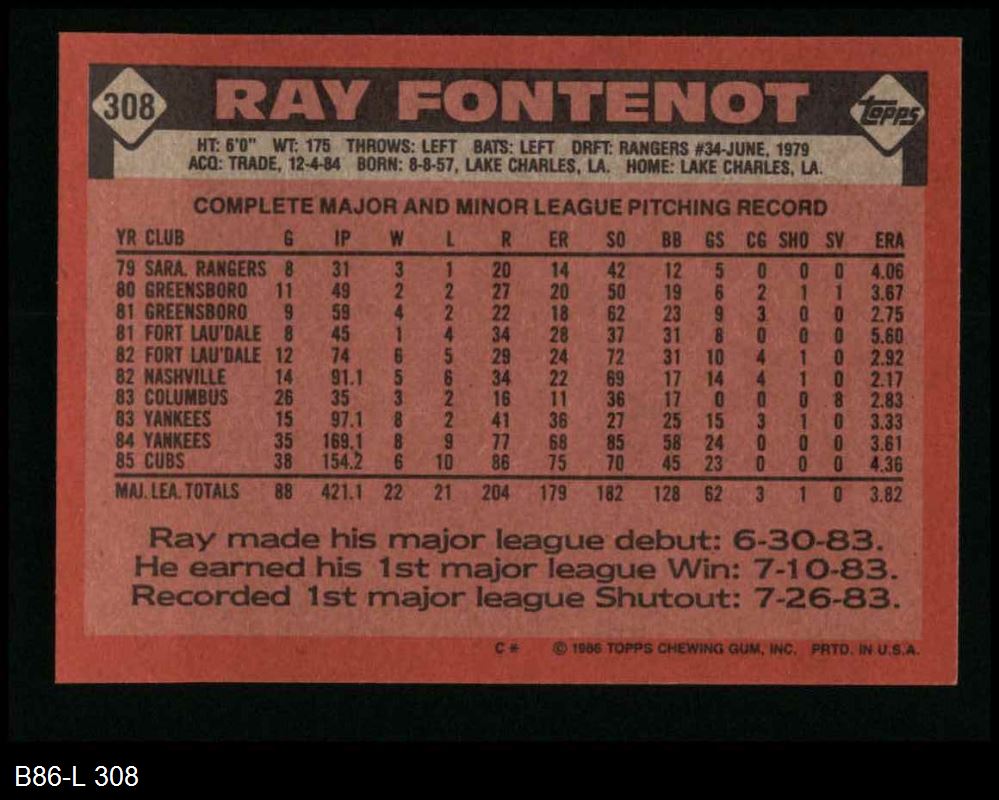 308 RAY FONTENOT topps
HT: 6'0" WT: 175 THROWS: LEFT BATS: LEFT DRFT: RANGERS #34-JUNE, 1979
ACQ: TRADE, 12-4-84 BORN: 8-8-57, LAKE CHARLES, LA. HOME: LAKE CHARLES, LA.
COMPLETE MAJOR AND MINOR LEAGUE PITCHING RECORD
YR CLUB G IP W L R ER SO BB GS CG SHO SV ERA
79 SARA. RANGERS 8 31 3 1 20 14 42 12 5 0 0 0 4.06
80 GREENSBORO 11 49 2 2 27 20 50 19 6 2 1 1 3.67
81 GREENSBORO 9 59 4 2 22 18 62 23 9 3 0 0 2.75
81 FORT LAU'DALE 8 45 1 4 34 28 37 31 8 0 0 0 5.60
82 FORT LAU'DALE 12 74 6 5 29 24 72 31 10 4 1 0 2.92
82 NASHVILLE 14 91.1 5 6 34 22 69 17 14 4 1 0 2.17
83 COLUMBUS 26 35 3 2 16 11 36 17 0 0 0 8 2.83
83 YANKEES 15 97.1 8 2 41 36 27 25 15 3 1 0 3.33
84 YANKEES 35 169.1 8 9 77 68 85 58 24 0 0 0 3.61
85 CUBS 38 154.2 6 10 86 75 70 45 23 0 0 0 4.36
MAJ. LEA. TOTALS 88 421.1 22 21 204 179 182 128 62 3 1 0 3.82
Ray made his major league debut: 6-30-83.
He earned his 1st major league Win: 7-10-83.
Recorded 1st major league Shutout: 7-26-83.
C* © 1986 TOPPS CHEWING GUM, INC. PRTD. IN U.S.A.
B86-L 308